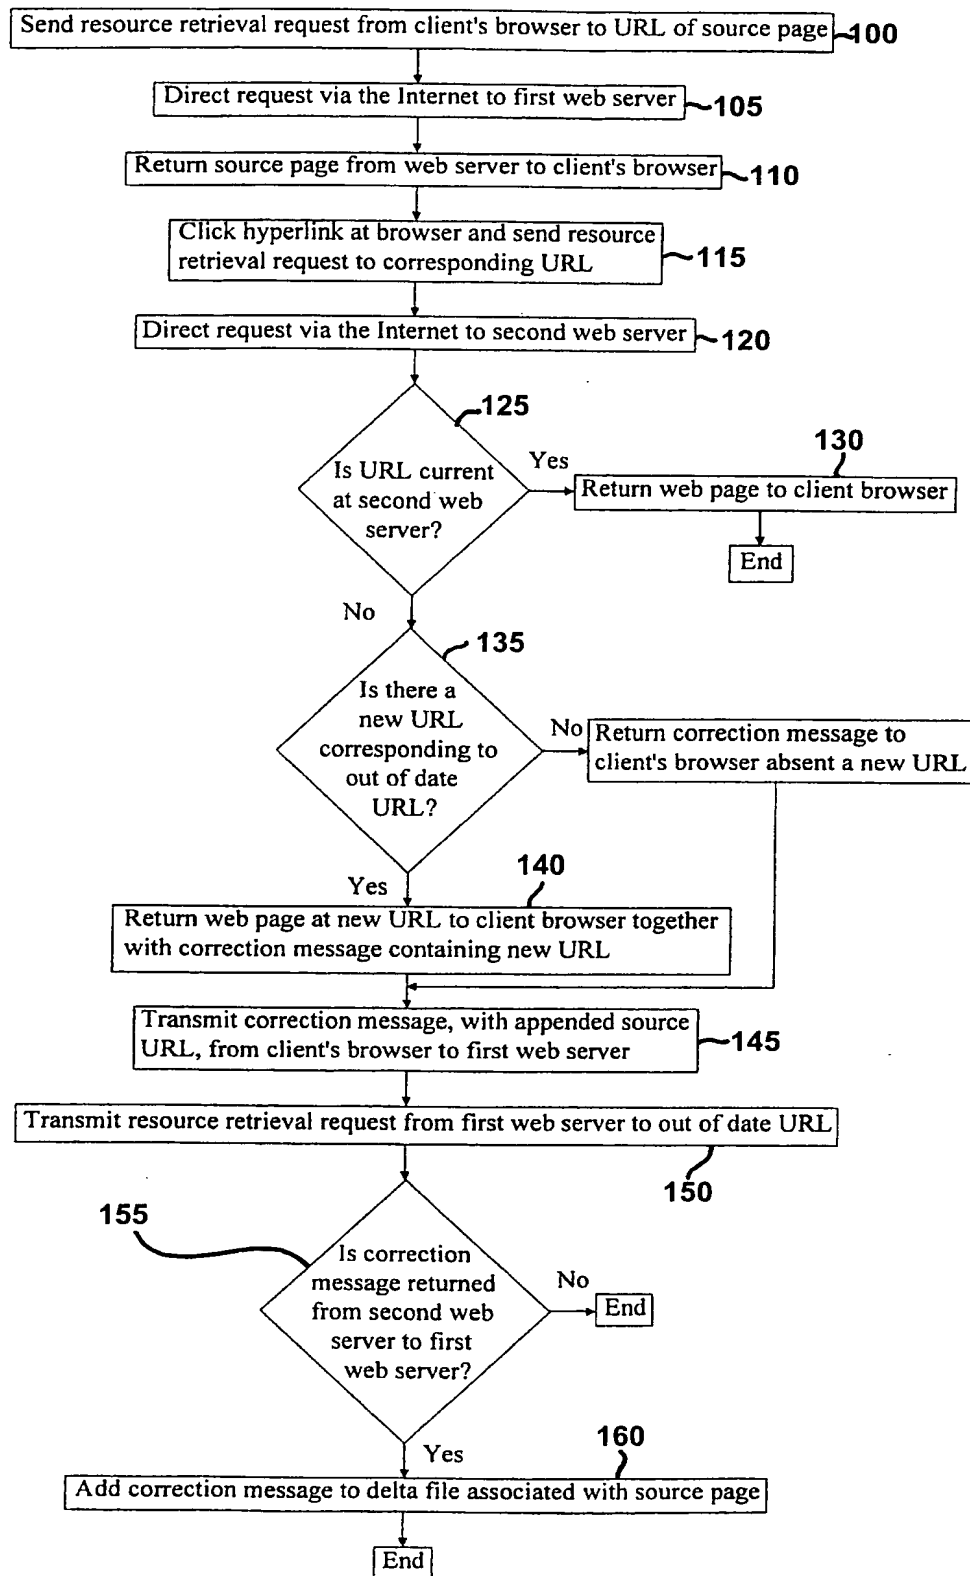 Send resource retrieval request from client's browser to URL of source page
100
Direct request via the Internet to first web server
105
Return source page from web server to client's browser
110
Click hyperlink at browser and send resource
retrieval request to corresponding URL
115
Direct request via the Internet to second web server
120
125
Is URL current
at second web
server?
Yes
130
Return web page to client browser
End
No
135
Is there a
new URL
corresponding to
out of date
URL?
No
Return correction message to
client's browser absent a new URL
Yes
140
Return web page at new URL to client browser together
with correction message containing new URL
Transmit correction message, with appended source
URL, from client's browser to first web server
145
Transmit resource retrieval request from first web server to out of date URL
150
155
Is correction
message returned
from second web
server to first
web server?
No
End
Yes
160
Add correction message to delta file associated with source page
End